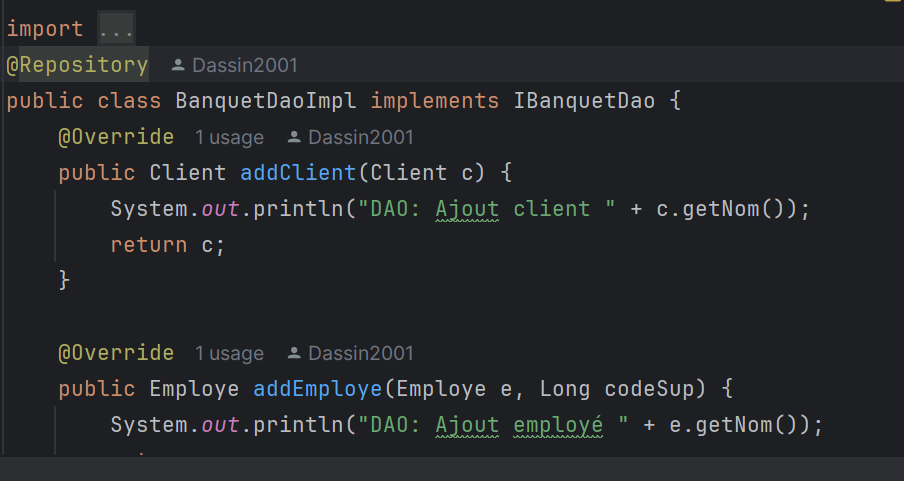 import ...
@Repository Dassin2001
public class BanquetDaoImpl implements IBanquetDao {
@Override 1 usage Dassin2001
public Client addClient(Client c) {
System.out.println("DAO: Ajout client " + c.getNom());
return c;
}
@Override 1 usage Dassin2001
public Employe addEmploye(Employe e, Long codeSup) {
System.out.println("DAO: Ajout employé " + e.getNom());